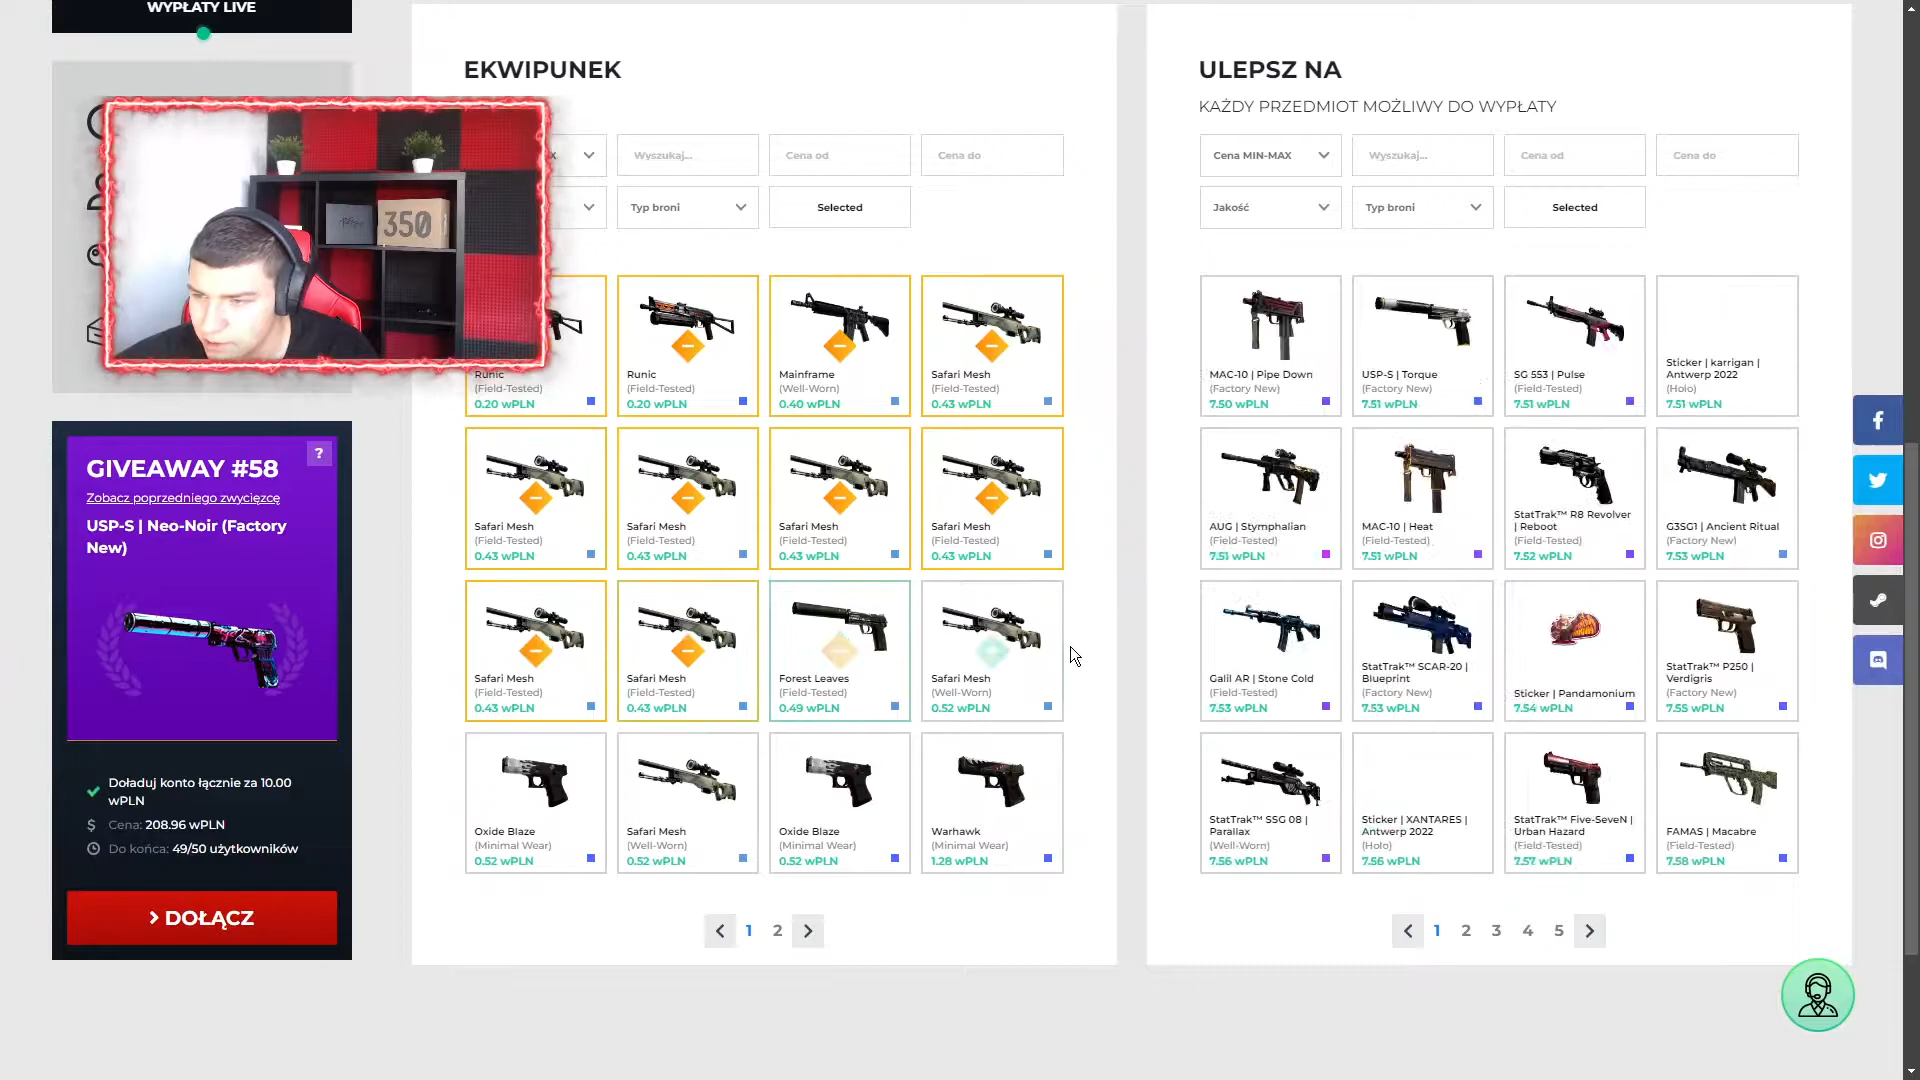 WYPŁATY LIVE
350
GIVEAWAY #58
?
Zobacz poprzedniego zwycięzcę
USP-S | Neo-Noir (Factory
New)
Doładuj konto łącznie za 10.00
wPLN
$ Cena: 208.96 wPLN
Do końca: 49/50 użytkowników
> DOŁĄCZ
EKWIPUNEK
Wyszukaj...
Cena od
Cena do
Typ broni
Selected
Runic
(Field-Tested)
0.20 wPLN
Runic
(Field-Tested)
0.20 wPLN
Mainframe
(Well-Worn)
0.40 wPLN
Safari Mesh
(Field-Tested)
0.43 wPLN
Safari Mesh
(Field-Tested)
0.43 wPLN
Safari Mesh
(Field-Tested)
0.43 wPLN
Safari Mesh
(Field-Tested)
0.43 wPLN
Safari Mesh
(Field-Tested)
0.43 wPLN
Safari Mesh
(Field-Tested)
0.43 wPLN
Safari Mesh
(Field-Tested)
0.43 wPLN
Forest Leaves
(Field-Tested)
0.49 wPLN
Safari Mesh
(Well-Worn)
0.52 wPLN
Oxide Blaze
(Minimal Wear)
0.52 wPLN
Safari Mesh
(Well-Worn)
0.52 wPLN
Oxide Blaze
(Minimal Wear)
0.52 wPLN
Warhawk
(Minimal Wear)
1.28 wPLN
1 2
ULEPSZ NA
KAŻDY PRZEDMIOT MOŻLIWY DO WYPŁATY
Cena MIN-MAX
Wyszukaj...
Cena od
Cena do
Jakość
Typ broni
Selected
MAC-10 | Pipe Down
(Factory New)
7.50 wPLN
USP-S | Torque
(Factory New)
7.51 wPLN
SG 553 | Pulse
(Field-Tested)
7.51 wPLN
Sticker | karrigan |
Antwerp 2022
(Holo)
7.51 wPLN
AUG | Stymphalian
(Field-Tested)
7.51 wPLN
MAC-10 | Heat
(Field-Tested)
7.51 wPLN
StatTrak™ R8 Revolver
| Reboot
(Field-Tested)
7.52 wPLN
G3SG1 | Ancient Ritual
(Factory New)
7.53 wPLN
Galil AR | Stone Cold
(Field-Tested)
7.53 wPLN
StatTrak™ SCAR-20 |
Blueprint
(Factory New)
7.53 wPLN
Sticker | Pandamonium
7.54 wPLN
StatTrak™ P250 |
Verdigris
(Factory New)
7.55 wPLN
StatTrak™ SSG 08 |
Parallax
(Well-Worn)
7.56 wPLN
Sticker | XANTARES |
Antwerp 2022
(Holo)
7.56 wPLN
StatTrak™ Five-SeveN |
Urban Hazard
(Field-Tested)
7.57 wPLN
FAMAS | Macabre
(Field-Tested)
7.58 wPLN
1 2 3 4 5